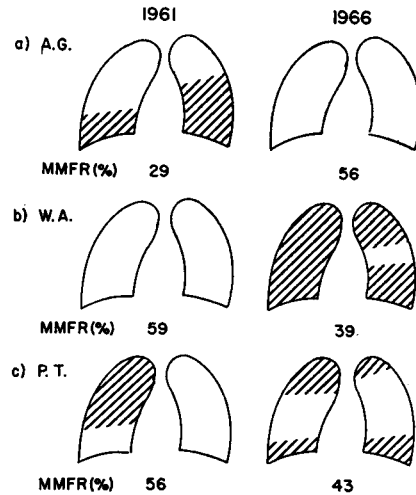 1961 1966
a) A.G.
MMFR (%) 29 56
b) W.A.
MMFR (%) 59 39.
c) P.T.
MMFR (%) 56 43